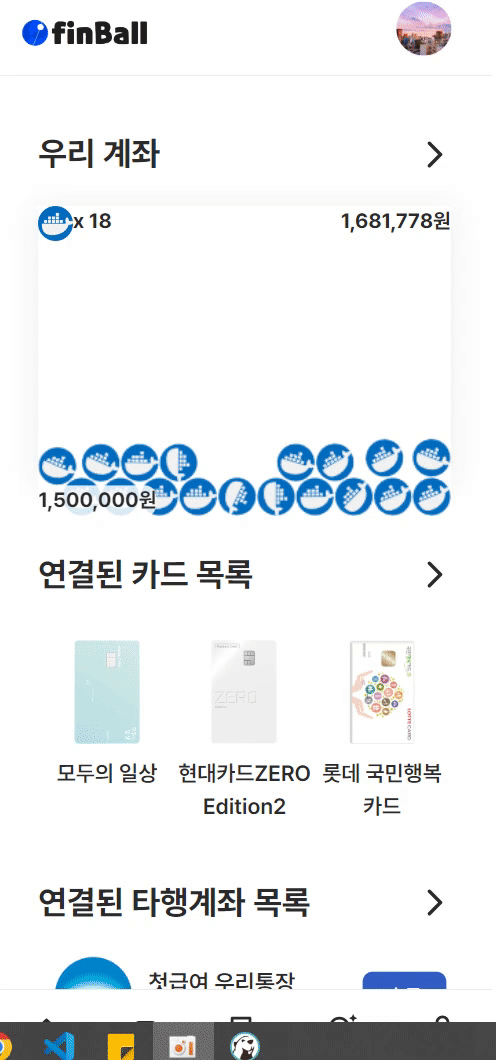 finBall
우리 계좌
x 18 1,681,778원
1,500,000원
연결된 카드 목록
ZERO
모두의 일상 현대카드ZERO 롯데 국민행복
Edition2 카드
연결된 타행계좌 목록
첫급여 우리통장